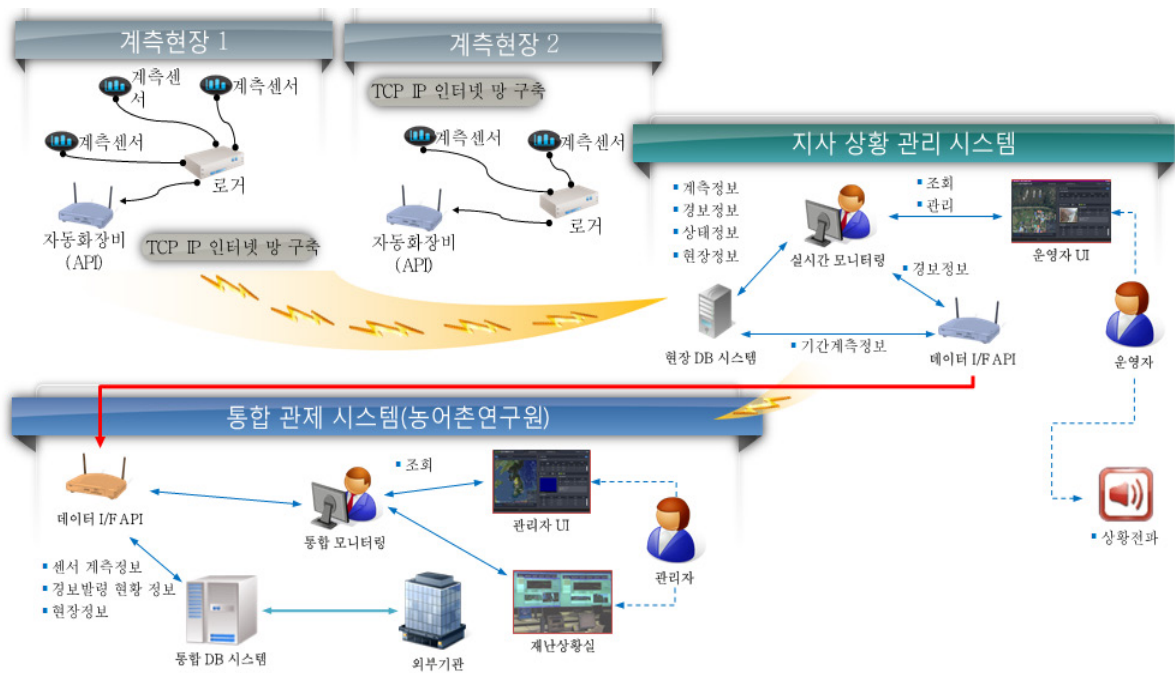 계측현장 1
계측센
서
계측센서
계측센서
로거
자동화장비
(API)
TCP IP 인터넷 망 구축
계측현장 2
TCP IP 인터넷 망 구축
계측센서
계측센서
로거
자동화장비
(API)
지사 상황 관리 시스템
▪ 계측정보
▪ 경보정보
▪ 상태정보
▪ 현장정보
실시간 모니터링
▪ 조회
▪ 관리
운영자 UI
▪ 경보정보
현장 DB 시스템
▪ 기간계측정보
데이터 I/F API
운영자
▪ 상황전파
통합 관제 시스템(농어촌연구원)
데이터 I/F API
통합 모니터링
▪ 조회
관리자 UI
관리자
▪ 센서 계측정보
▪ 경보발령 현황 정보
▪ 현장정보
통합 DB 시스템
외부기관
재난상황실